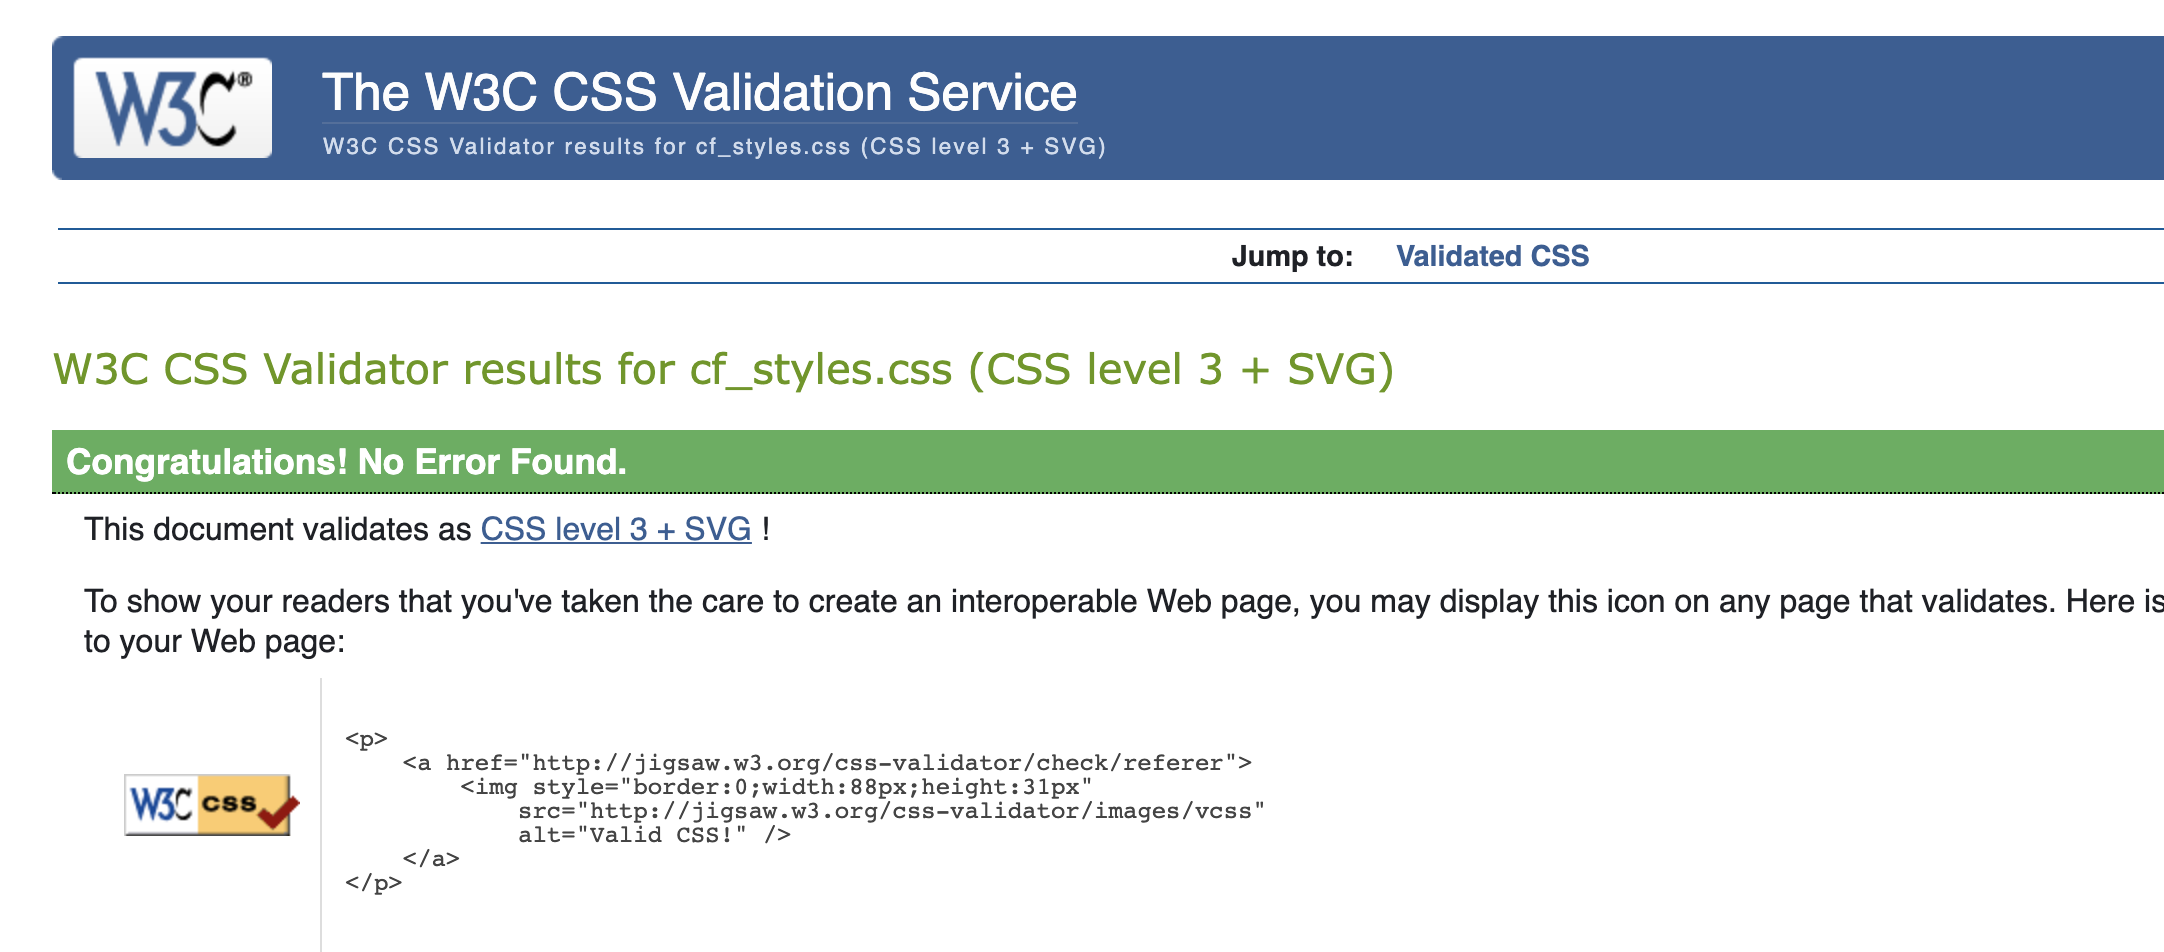 W3C®
The W3C CSS Validation Service
W3C CSS Validator results for cf_styles.css (CSS level 3 + SVG)
Jump to: Validated CSS
W3C CSS Validator results for cf_styles.css (CSS level 3 + SVG)
Congratulations! No Error Found.
This document validates as CSS level 3 + SVG !
To show your readers that you've taken the care to create an interoperable Web page, you may display this icon on any page that validates. Here is
to your Web page:
W3C css
<p>
    <a href="http://jigsaw.w3.org/css-validator/check/referer">
        <img style="border:0;width:88px;height:31px"
            src="http://jigsaw.w3.org/css-validator/images/vcss"
            alt="Valid CSS!" />
    </a>
</p>